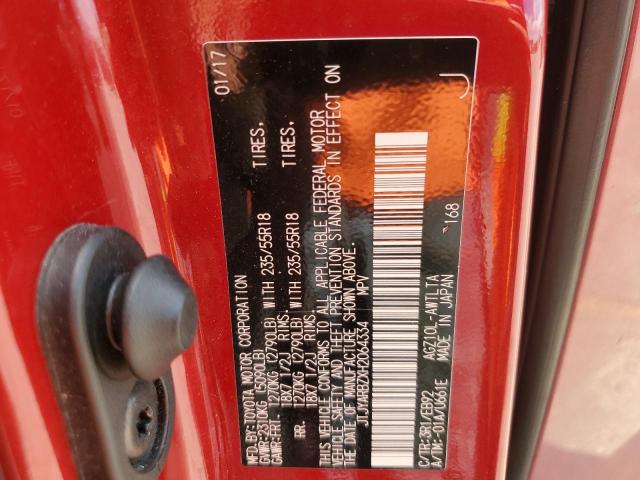 MFD.BY:TOYOTA MOTOR CORPORATION 01/17
GVWR:2310KG (5090LB)
GAWR:FRT. 1270KG (2790LB) WITH 235/55R18 TIRES,
18X7 1/2J RIMS,
RR. 1270KG (2790LB) WITH 235/55R18 TIRES,
18X7 1/2J RIMS,
THIS VEHICLE CONFORMS TO ALL APPLICABLE FEDERAL MOTOR
VEHICLE SAFETY AND THEFT PREVENTION STANDARDS IN EFFECT ON
THE DATE OF MANUFACTURE SHOWN ABOVE.
JTJYARBZXH2064334 MPV
168
C/TR:3R1/EB02 AGZ10L-AWTLTA J
A/TM:-01A/U661E MADE IN JAPAN